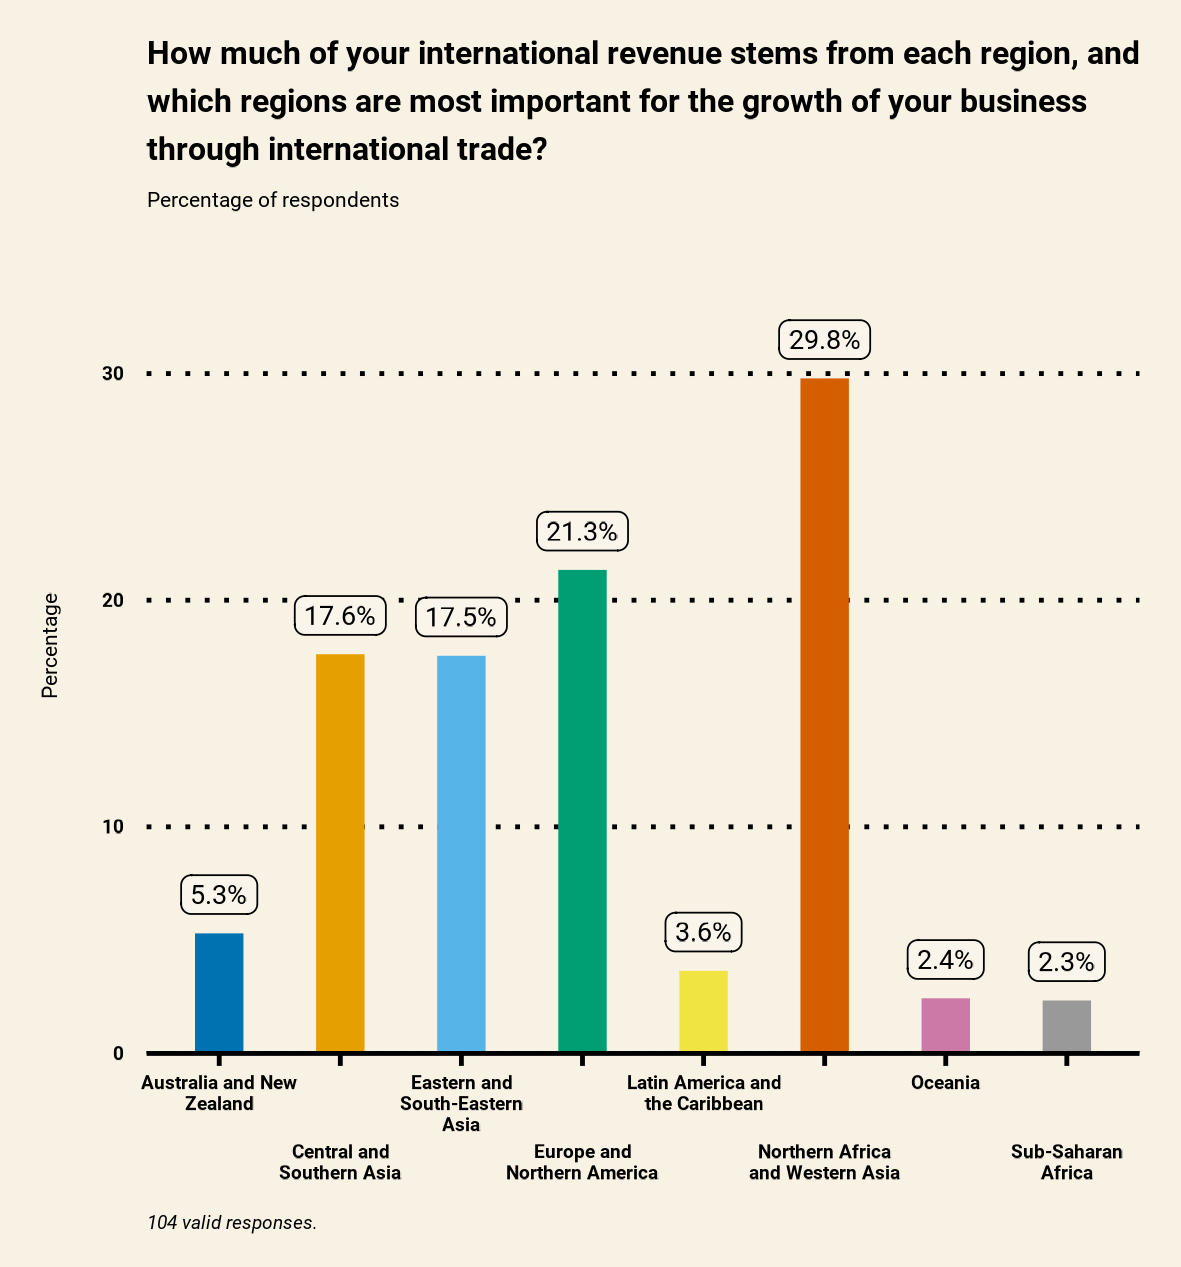 How much of your international revenue stems from each region, and
which regions are most important for the growth of your business
through international trade?
Percentage of respondents
Percentage
30
20
10
0
5.3%
17.6%
17.5%
21.3%
3.6%
29.8%
2.4%
2.3%
Australia and New
Zealand
Central and
Southern Asia
Eastern and
South-Eastern
Asia
Europe and
Northern America
Latin America and
the Caribbean
Northern Africa
and Western Asia
Oceania
Sub-Saharan
Africa
104 valid responses.